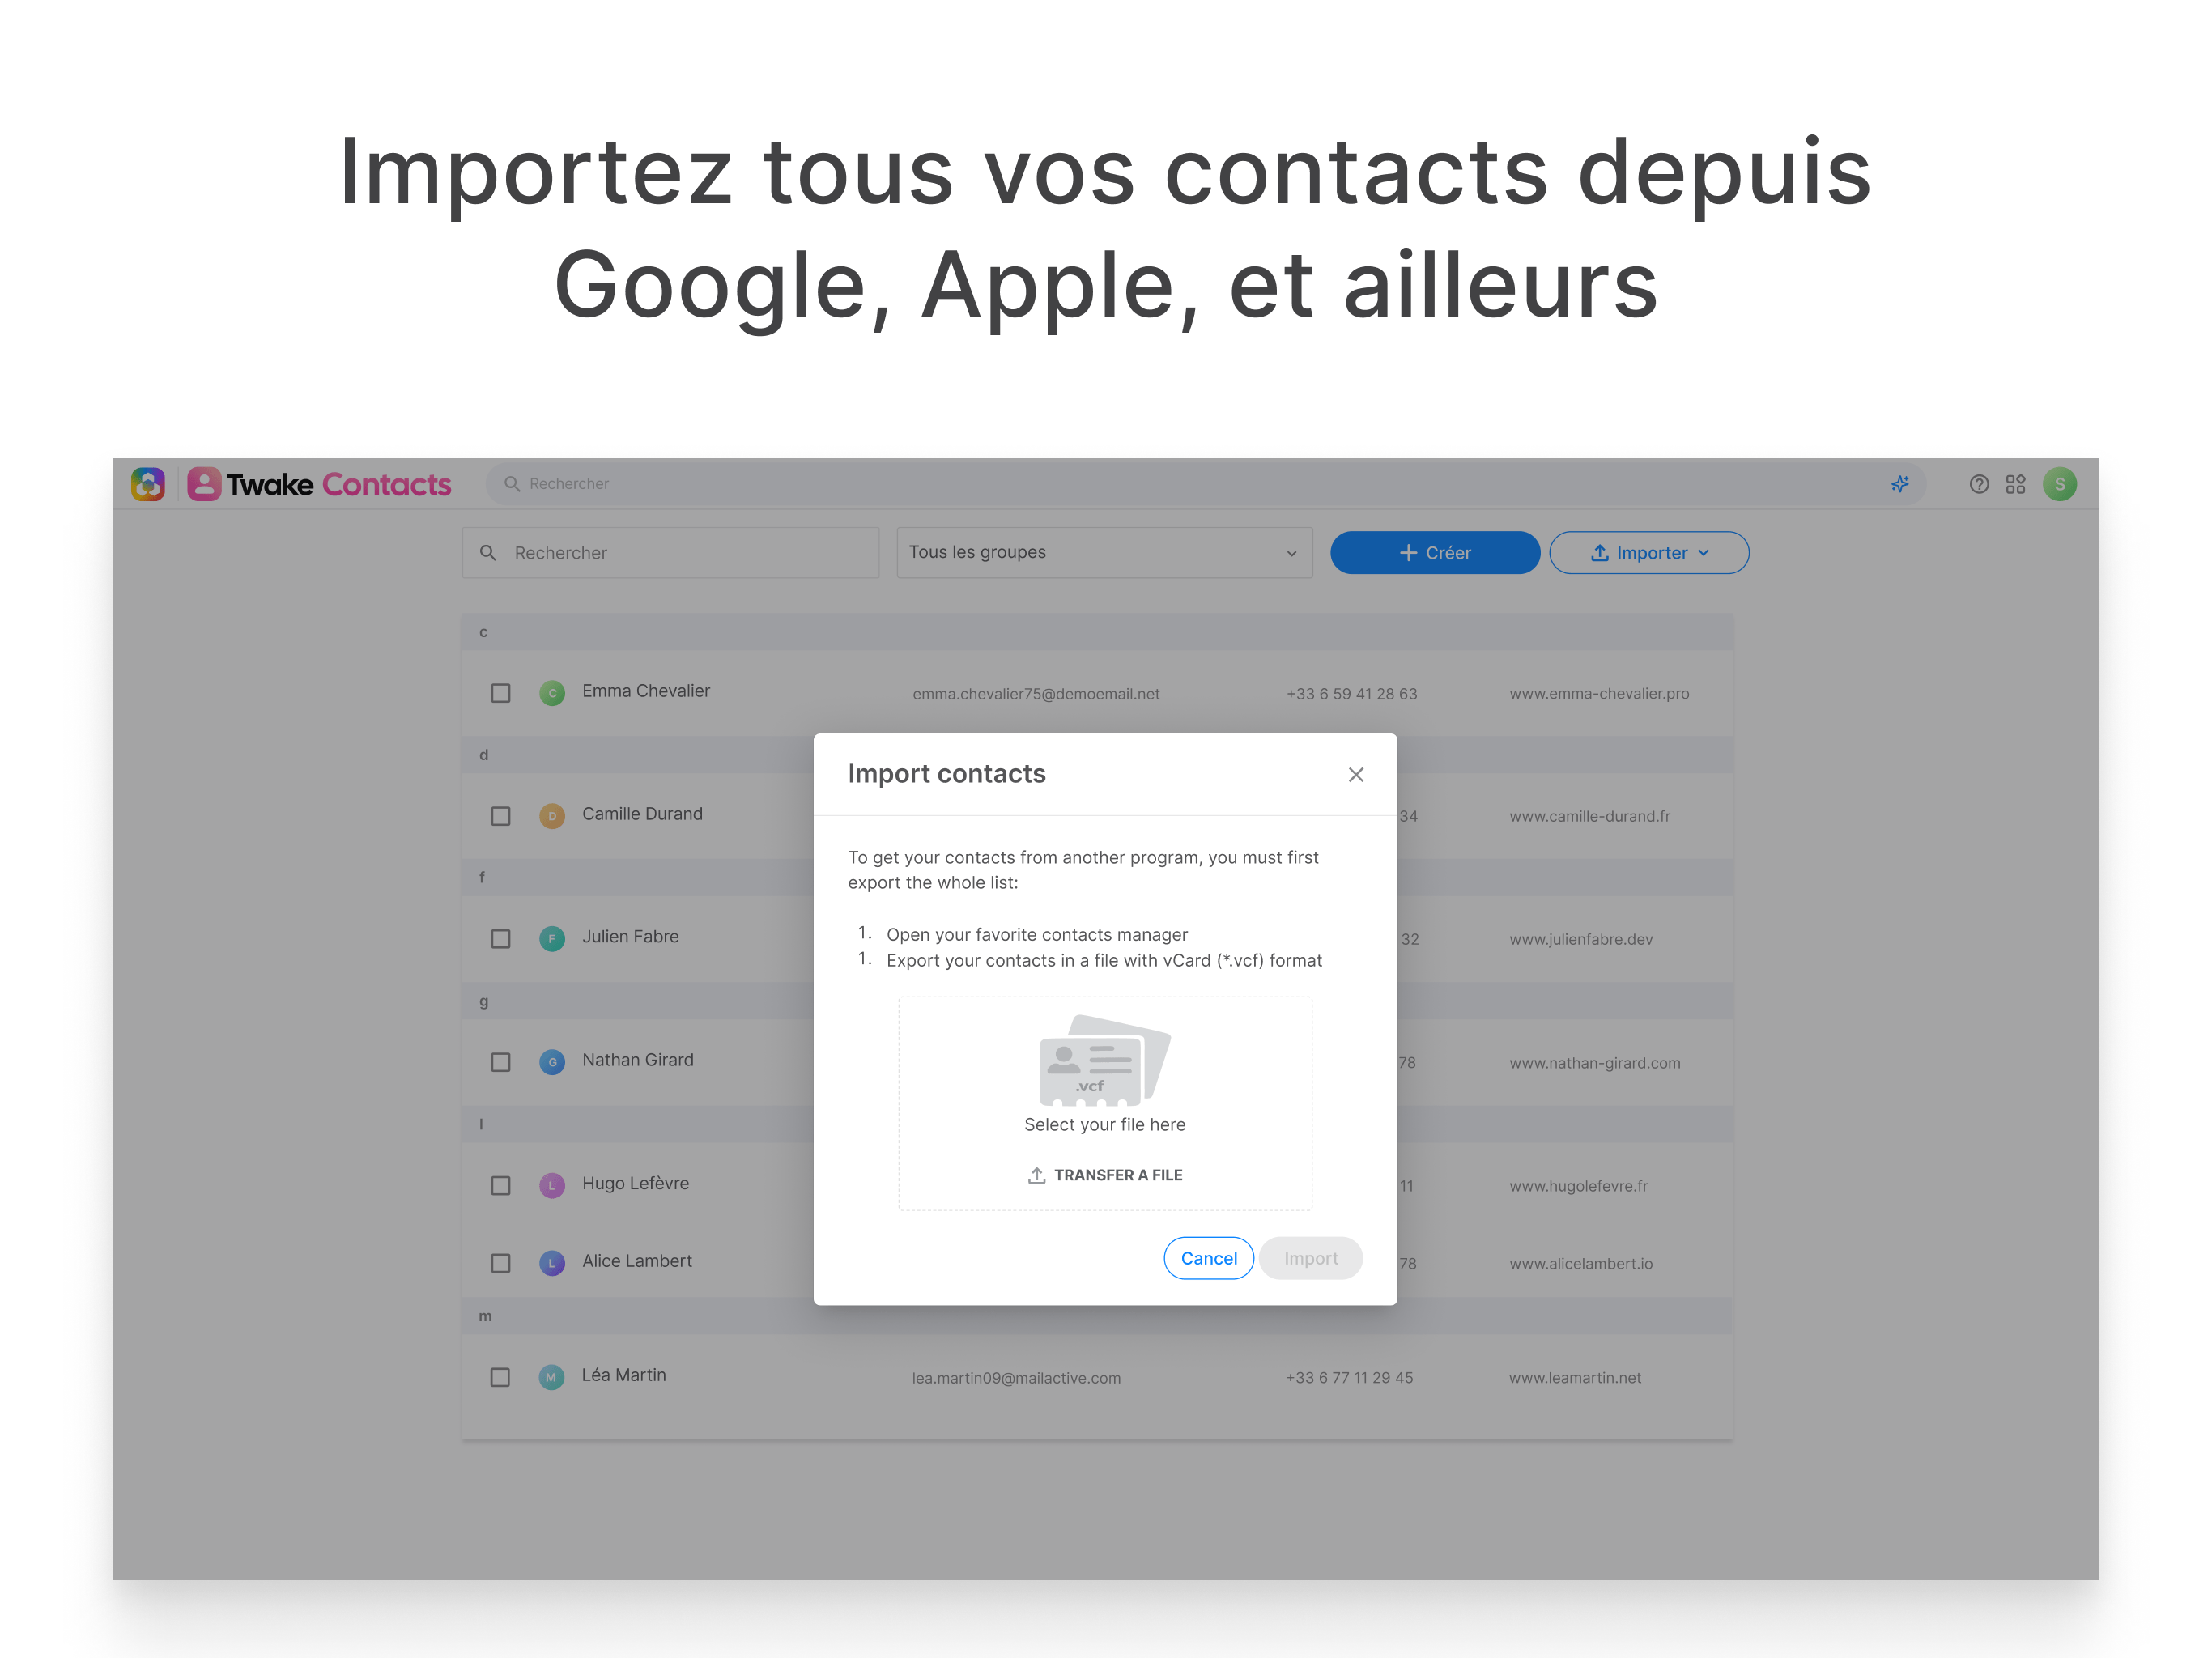 Importez tous vos contacts depuis
Google, Apple, et ailleurs
Twake Contacts
Rechercher
S
Rechercher
Tous les groupes
Créer
Importer
c
C Emma Chevalier emma.chevalier75@demoemail.net +33 6 59 41 28 63 www.emma-chevalier.pro
d
D Camille Durand 34 www.camille-durand.fr
f
F Julien Fabre 32 www.julienfabre.dev
g
G Nathan Girard 78 www.nathan-girard.com
l
L Hugo Lefèvre 11 www.hugolefevre.fr
L Alice Lambert 78 www.alicelambert.io
m
M Léa Martin lea.martin09@mailactive.com +33 6 77 11 29 45 www.leamartin.net
Import contacts
To get your contacts from another program, you must first
export the whole list:
1. Open your favorite contacts manager
1. Export your contacts in a file with vCard (*.vcf) format
.vcf
Select your file here
TRANSFER A FILE
Cancel
Import